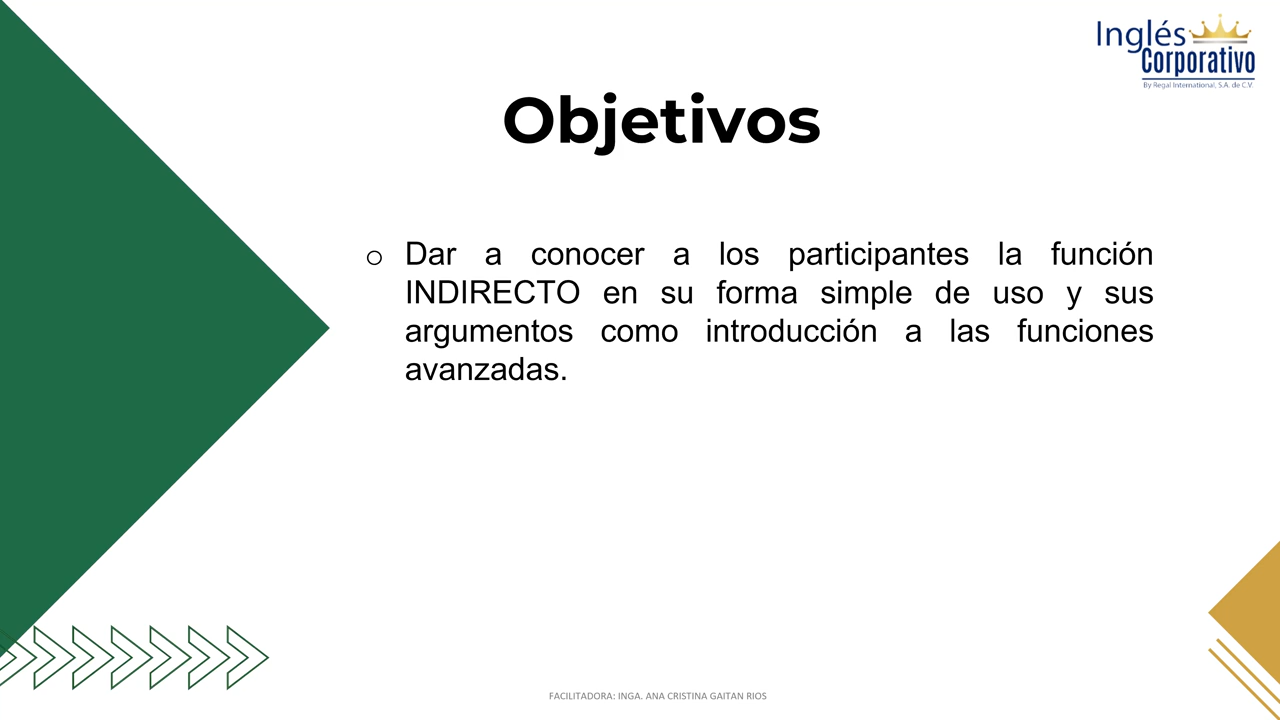 Inglés
Corporativo
By Regal International, S.A. de C.V.
Objetivos
o Dar a conocer a los participantes la función
INDIRECTO en su forma simple de uso y sus
argumentos como introducción a las funciones
avanzadas.
FACILITADORA: INGA. ANA CRISTINA GAITAN RIOS